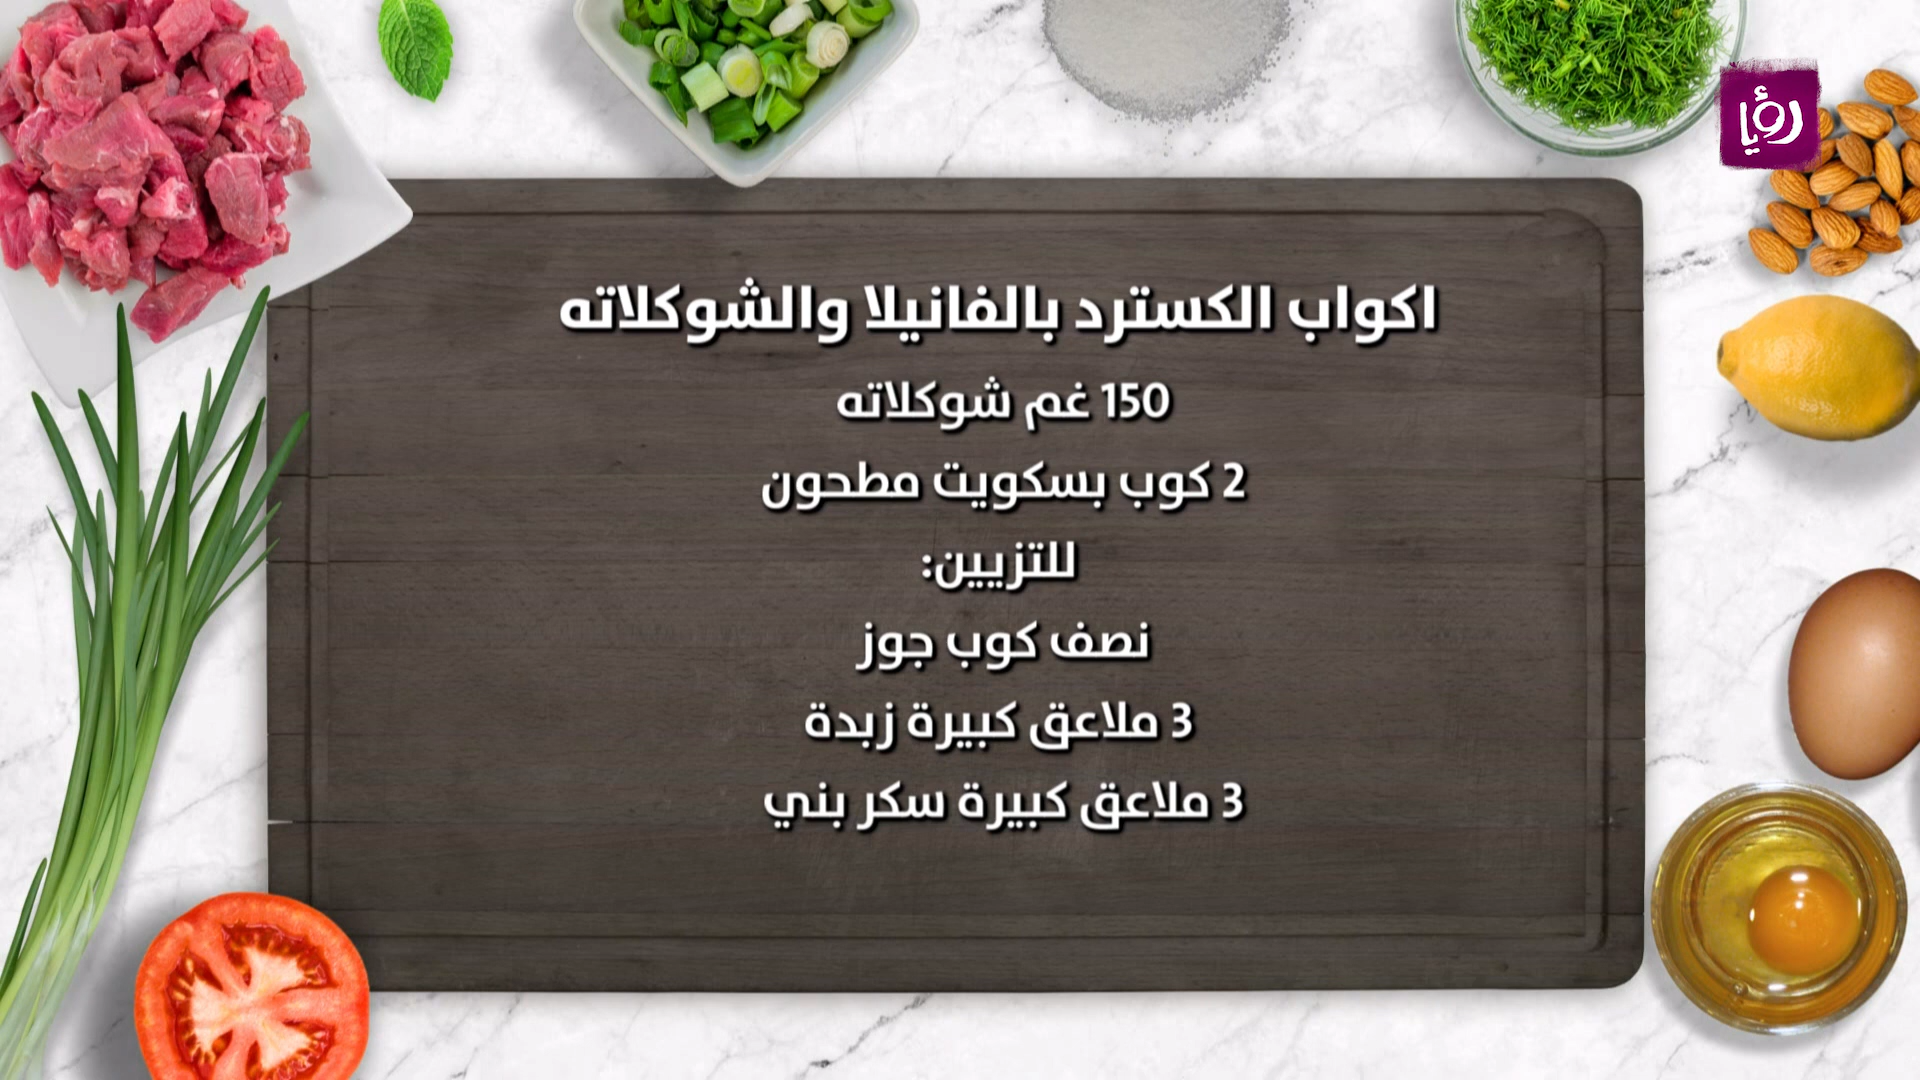 رؤيا
اكواب الكسترد بالفانيلا والشوكلاته
150 غم شوكلاته
2 كوب بسكويت مطحون
للتزيين:
نصف كوب جوز
3 ملاعق كبيرة زبدة
3 ملاعق كبيرة سكر بني